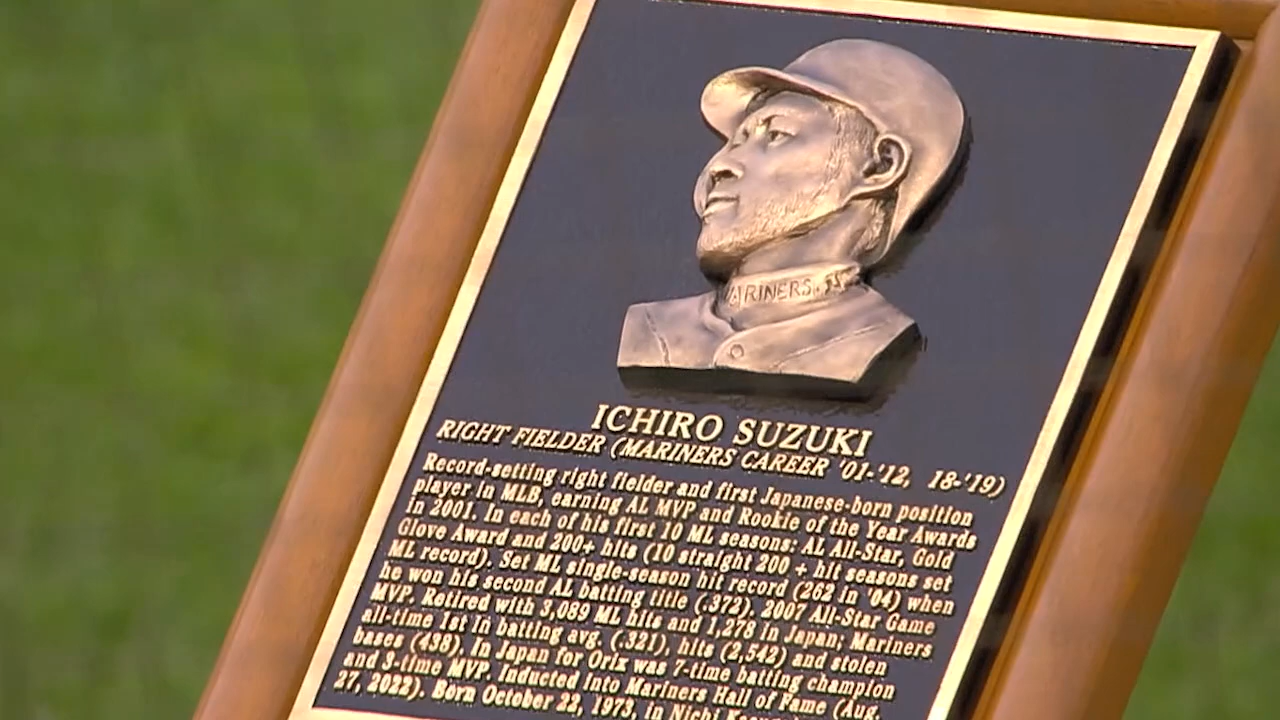 MARINERS
ICHIRO SUZUKI
RIGHT FIELDER (MARINERS CAREER '01-'12, 18-'19)
Record-setting right fielder and first Japanese-born position
player in MLB, earning AL MVP and Rookie of the Year Awards
in 2001. In each of his first 10 ML seasons: AL All-Star, Gold
Glove Award and 200+ hits (10 straight 200 + hit seasons set
ML record). Set ML single-season hit record (262 in '04) when
he won his second AL batting title (.372). 2007 All-Star Game
MVP. Retired with 3,089 ML hits and 1,278 in Japan; Mariners
all-time 1st in batting avg. (.321), hits (2,542) and stolen
bases (438). In Japan for Orix was 7-time batting champion
and 3-time MVP. Inducted into Mariners Hall of Fame (Aug.
27, 2022). Born October 22, 1973, in Nichi